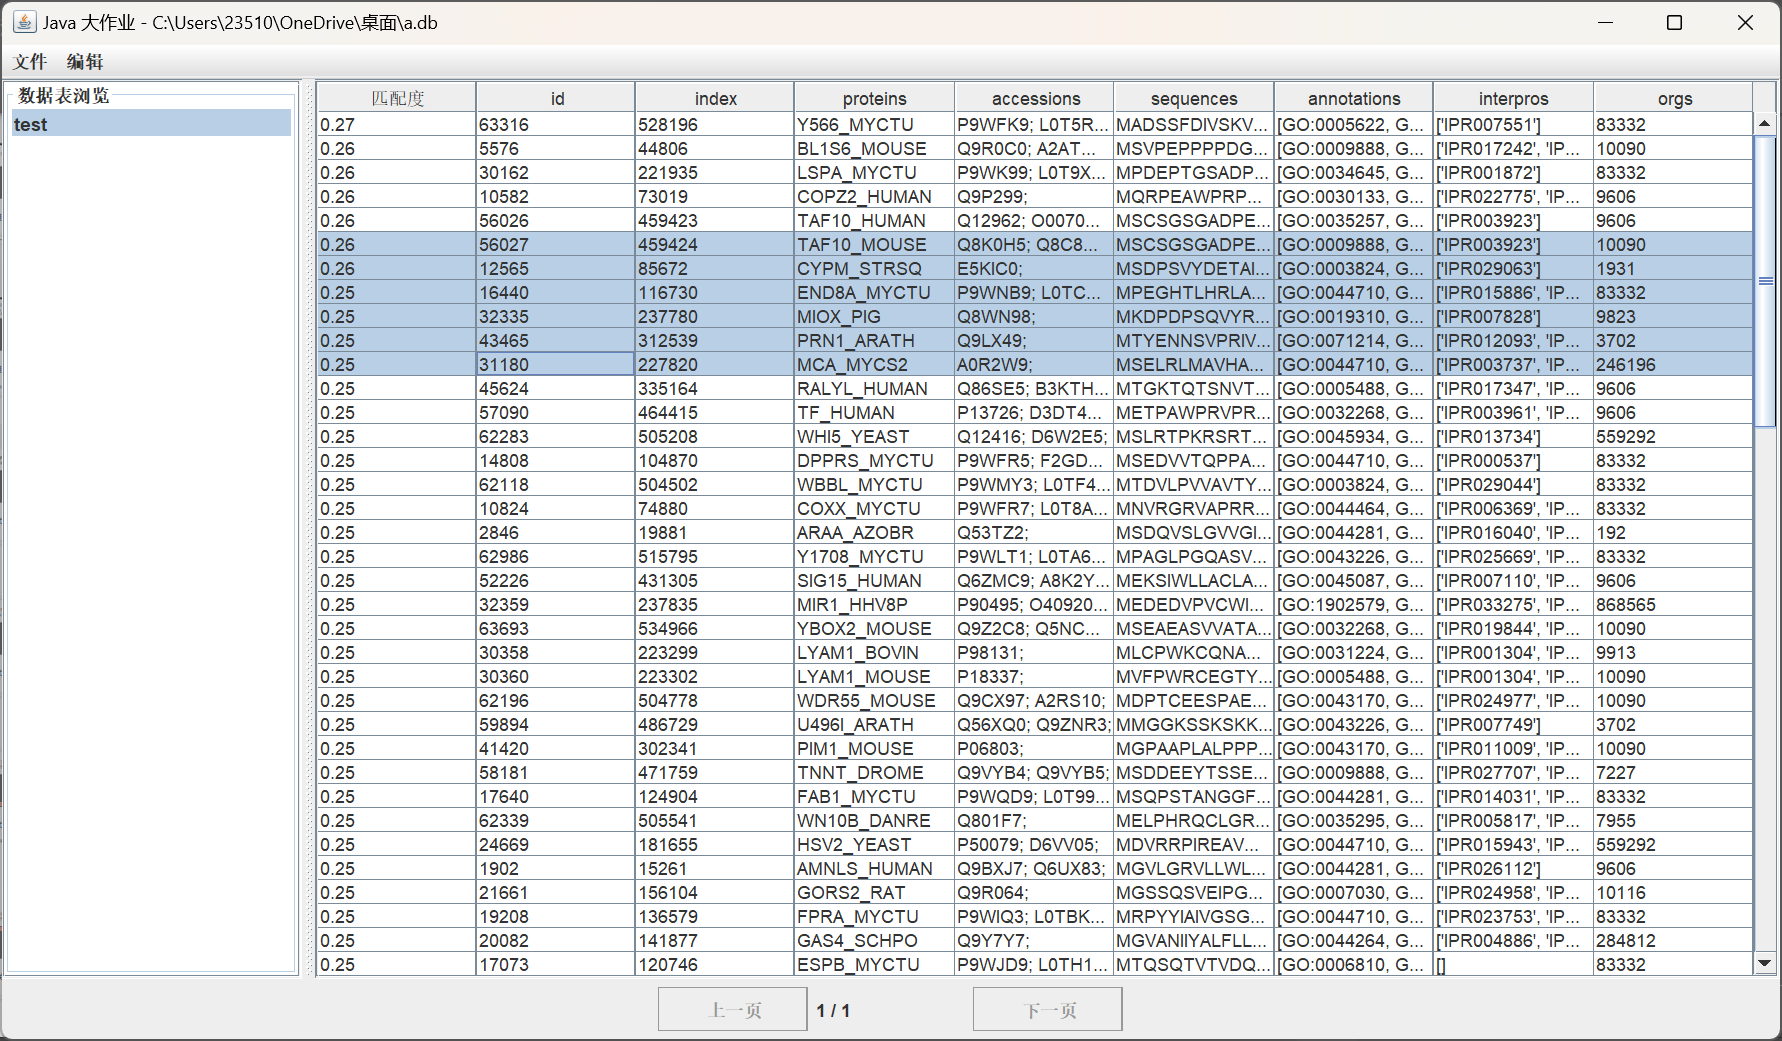 Java 大作业 - C:\Users\23510\OneDrive\桌面\a.db
文件 编辑
数据表浏览
test
匹配度 id index proteins accessions sequences annotations interpros orgs
0.27 63316 528196 Y566_MYCTU P9WFK9; L0T5R... MADSSFDIVSKV... [GO:0005622, G... ['IPR007551'] 83332
0.26 5576 44806 BL1S6_MOUSE Q9R0C0; A2AT... MSVPEPPPPDG... [GO:0009888, G... ['IPR017242', 'IP... 10090
0.26 30162 221935 LSPA_MYCTU P9WK99; L0T9X... MPDEPTGSADP... [GO:0034645, G... ['IPR001872'] 83332
0.26 10582 73019 COPZ2_HUMAN Q9P299; MQRPEAWPRP... [GO:0030133, G... ['IPR022775', 'IP... 9606
0.26 56026 459423 TAF10_HUMAN Q12962; O0070... MSCSGSGADPE... [GO:0035257, G... ['IPR003923'] 9606
0.26 56027 459424 TAF10_MOUSE Q8K0H5; Q8C8... MSCSGSGADPE... [GO:0009888, G... ['IPR003923'] 10090
0.26 12565 85672 CYPM_STRSQ E5KIC0; MSDPSVYDETAI... [GO:0003824, G... ['IPR029063'] 1931
0.25 16440 116730 END8A_MYCTU P9WNB9; L0TC... MPEGHTLHRLA... [GO:0044710, G... ['IPR015886', 'IP... 83332
0.25 32335 237780 MIOX_PIG Q8WN98; MKDPDPSQVYR... [GO:0019310, G... ['IPR007828'] 9823
0.25 43465 312539 PRN1_ARATH Q9LX49; MTYENNSVPRIV... [GO:0071214, G... ['IPR012093', 'IP... 3702
0.25 31180 227820 MCA_MYCS2 A0R2W9; MSELRLMAVHA... [GO:0044710, G... ['IPR003737', 'IP... 246196
0.25 45624 335164 RALYL_HUMAN Q86SE5; B3KTH... MTGKTQTSNVT... [GO:0005488, G... ['IPR017347', 'IP... 9606
0.25 57090 464415 TF_HUMAN P13726; D3DT4... METPAWPRVPR... [GO:0032268, G... ['IPR003961', 'IP... 9606
0.25 62283 505208 WHI5_YEAST Q12416; D6W2E5; MSLRTPKRSRT... [GO:0045934, G... ['IPR013734'] 559292
0.25 14808 104870 DPPRS_MYCTU P9WFR5; F2GD... MSEDVVTQPPA... [GO:0044710, G... ['IPR000537'] 83332
0.25 62118 504502 WBBL_MYCTU P9WMY3; L0TF4... MTDVLPVVAVTY... [GO:0003824, G... ['IPR029044'] 83332
0.25 10824 74880 COXX_MYCTU P9WFR7; L0T8A... MNVRGRVAPRR... [GO:0044464, G... ['IPR006369', 'IP... 83332
0.25 2846 19881 ARAA_AZOBR Q53TZ2; MSDQVSLGVVGI... [GO:0044281, G... ['IPR016040', 'IP... 192
0.25 62986 515795 Y1708_MYCTU P9WLT1; L0TA6... MPAGLPGQASV... [GO:0043226, G... ['IPR025669', 'IP... 83332
0.25 52226 431305 SIG15_HUMAN Q6ZMC9; A8K2Y... MEKSIWLLACLA... [GO:0045087, G... ['IPR007110', 'IP... 9606
0.25 32359 237835 MIR1_HHV8P P90495; O40920... MEDEDVPVCWI... [GO:1902579, G... ['IPR033275', 'IP... 868565
0.25 63693 534966 YBOX2_MOUSE Q9Z2C8; Q5NC... MSEAEASVVATA... [GO:0032268, G... ['IPR019844', 'IP... 10090
0.25 30358 223299 LYAM1_BOVIN P98131; MLCPWKCQNA... [GO:0031224, G... ['IPR001304', 'IP... 9913
0.25 30360 223302 LYAM1_MOUSE P18337; MVFPWRCEGTY... [GO:0005488, G... ['IPR001304', 'IP... 10090
0.25 62196 504778 WDR55_MOUSE Q9CX97; A2RS10; MDPTCEESPAE... [GO:0043170, G... ['IPR024977', 'IP... 10090
0.25 59894 486729 U496I_ARATH Q56XQ0; Q9ZNR3; MMGGKSSKSKK... [GO:0043226, G... ['IPR007749'] 3702
0.25 41420 302341 PIM1_MOUSE P06803; MGPAAPLALPPP... [GO:0043170, G... ['IPR011009', 'IP... 10090
0.25 58181 471759 TNNT_DROME Q9VYB4; Q9VYB5; MSDDEEYTSSE... [GO:0009888, G... ['IPR027707', 'IP... 7227
0.25 17640 124904 FAB1_MYCTU P9WQD9; L0T99... MSQPSTANGGF... [GO:0044281, G... ['IPR014031', 'IP... 83332
0.25 62339 505541 WN10B_DANRE Q801F7; MELPHRQCLGR... [GO:0035295, G... ['IPR005817', 'IP... 7955
0.25 24669 181655 HSV2_YEAST P50079; D6VV05; MDVRRPIREAV... [GO:0044710, G... ['IPR015943', 'IP... 559292
0.25 1902 15261 AMNLS_HUMAN Q9BXJ7; Q6UX83; MGVLGRVLLWL... [GO:0044281, G... ['IPR026112'] 9606
0.25 21661 156104 GORS2_RAT Q9R064; MGSSQSVEIPG... [GO:0007030, G... ['IPR024958', 'IP... 10116
0.25 19208 136579 FPRA_MYCTU P9WIQ3; L0TBK... MRPYYIAIVGSG... [GO:0044710, G... ['IPR023753', 'IP... 83332
0.25 20082 141877 GAS4_SCHPO Q9Y7Y7; MGVANIIYALFLL... [GO:0044264, G... ['IPR004886', 'IP... 284812
0.25 17073 120746 ESPB_MYCTU P9WJD9; L0TH1... MTQSQTVTVDQ... [GO:0006810, G... [] 83332
上一页 1 / 1 下一页